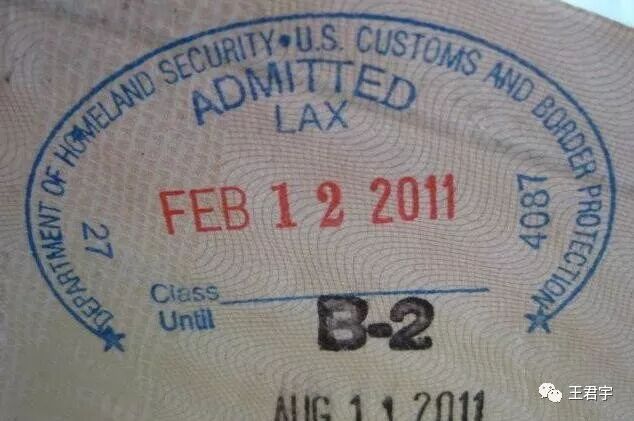 DEPARTMENT OF HOMELAND SECURITY • U.S. CUSTOMS AND BORDER PROTECTION
ADMITTED
LAX
FEB 12 2011
27
4087
Class
B-2
Until
AUG 11 2011
王君宇